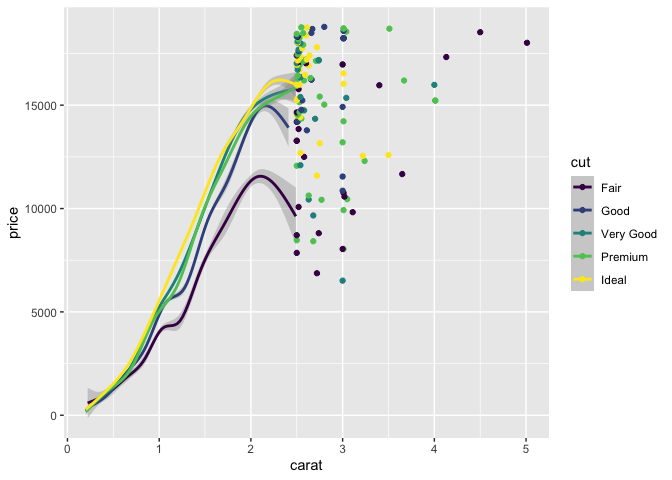 15000
10000
5000
0
price
0
1
2
3
4
5
carat
cut
Fair
Good
Very Good
Premium
Ideal